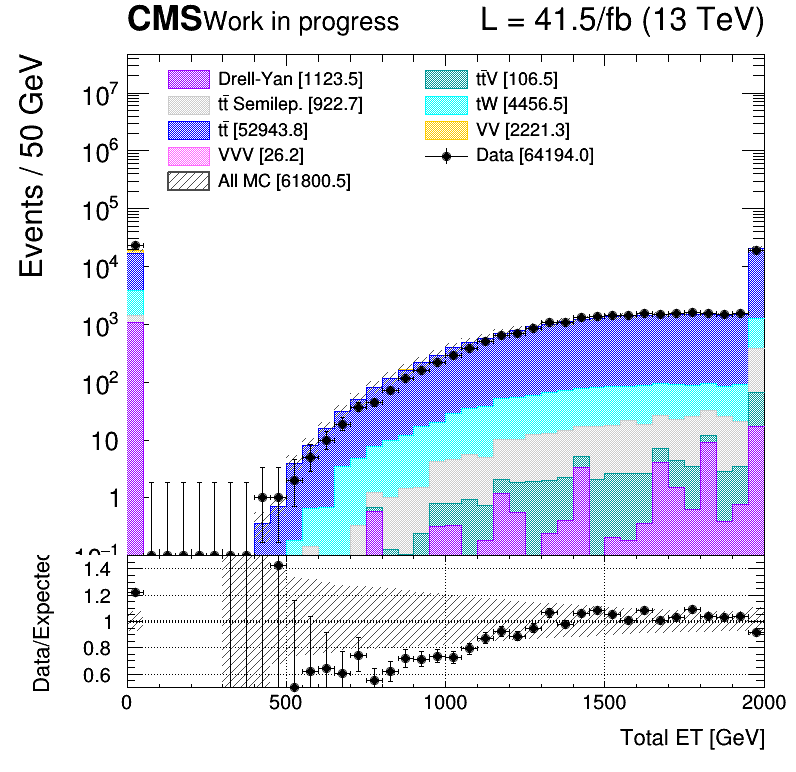 CMS Work in progress L = 41.5/fb (13 TeV)
Events / 50 GeV
Drell-Yan [1123.5]
tt̄ Semilep. [922.7]
tt̄ [52943.8]
VVV [26.2]
All MC [61800.5]
tt̄V [106.5]
tW [4456.5]
VV [2221.3]
Data [64194.0]
10⁷
10⁶
10⁵
10⁴
10³
10²
10
1
10⁻¹
Data/Expected
1.4
1.2
1
0.8
0.6
0 500 1000 1500 2000
Total ET [GeV]